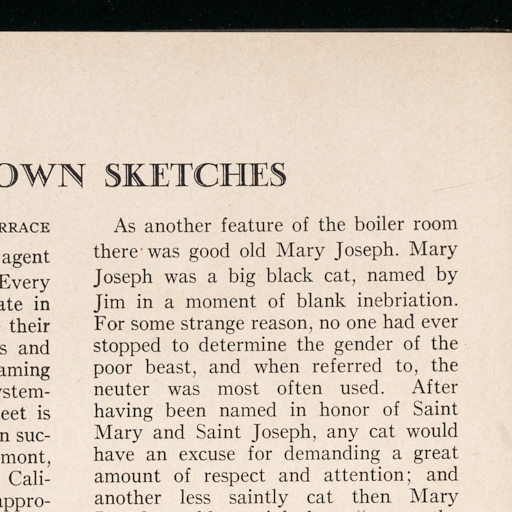 OWN SKETCHES
RRACE
agent
Every
ate in
their
s and
aming
ystem-
eet is
n suc-
mont,
Cali-
appro-
As another feature of the boiler room
there was good old Mary Joseph. Mary
Joseph was a big black cat, named by
Jim in a moment of blank inebriation.
For some strange reason, no one had ever
stopped to determine the gender of the
poor beast, and when referred to, the
neuter was most often used. After
having been named in honor of Saint
Mary and Saint Joseph, any cat would
have an excuse for demanding a great
amount of respect and attention; and
another less saintly cat then Mary